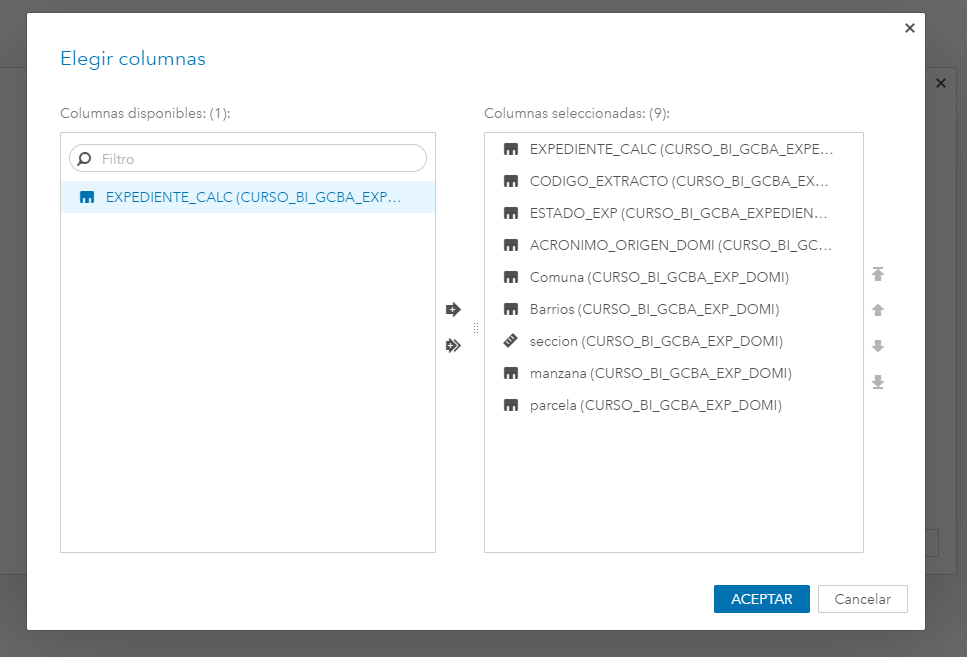 Elegir columnas
Columnas disponibles: (1):
Filtro
EXPEDIENTE_CALC (CURSO_BI_GCBA_EXP...
Columnas seleccionadas: (9):
EXPEDIENTE_CALC (CURSO_BI_GCBA_EXPE...
CODIGO_EXTRACTO (CURSO_BI_GCBA_EX...
ESTADO_EXP (CURSO_BI_GCBA_EXPEDIEN...
ACRONIMO_ORIGEN_DOMI (CURSO_BI_GC...
Comuna (CURSO_BI_GCBA_EXP_DOMI)
Barrios (CURSO_BI_GCBA_EXP_DOMI)
seccion (CURSO_BI_GCBA_EXP_DOMI)
manzana (CURSO_BI_GCBA_EXP_DOMI)
parcela (CURSO_BI_GCBA_EXP_DOMI)
ACEPTAR
Cancelar